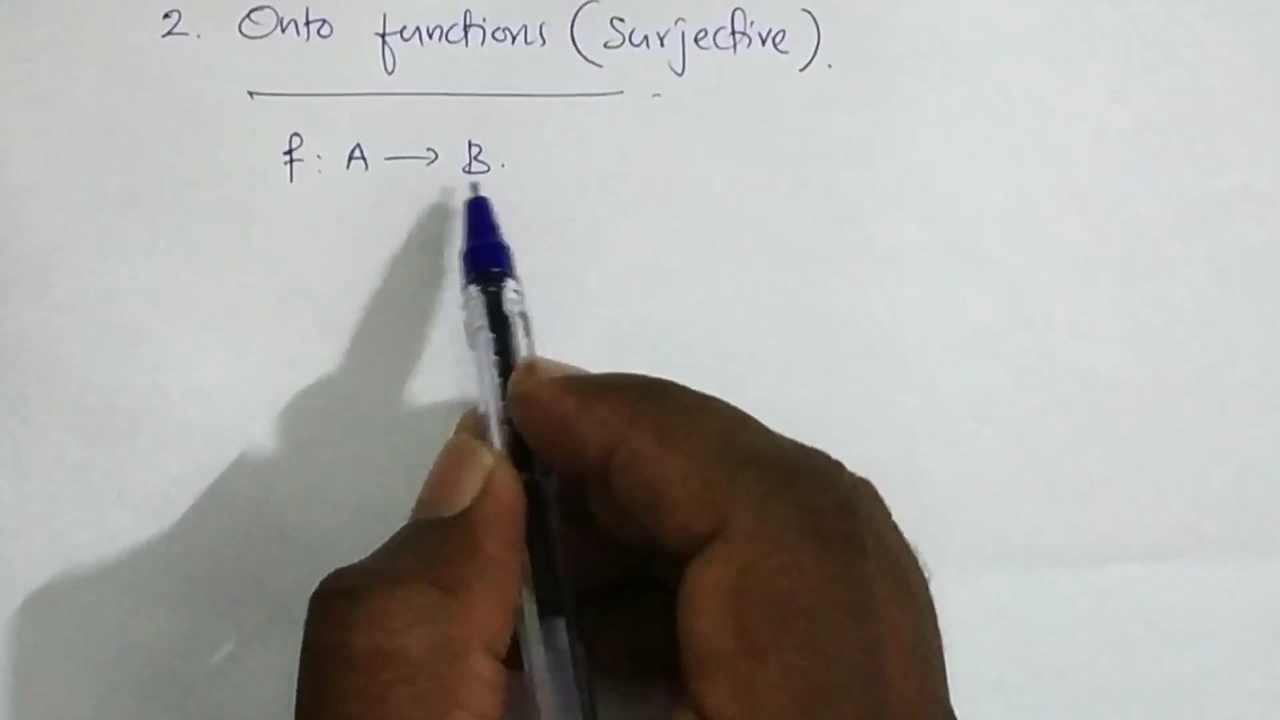 2. Onto functions (Surjective).
f: A → B.